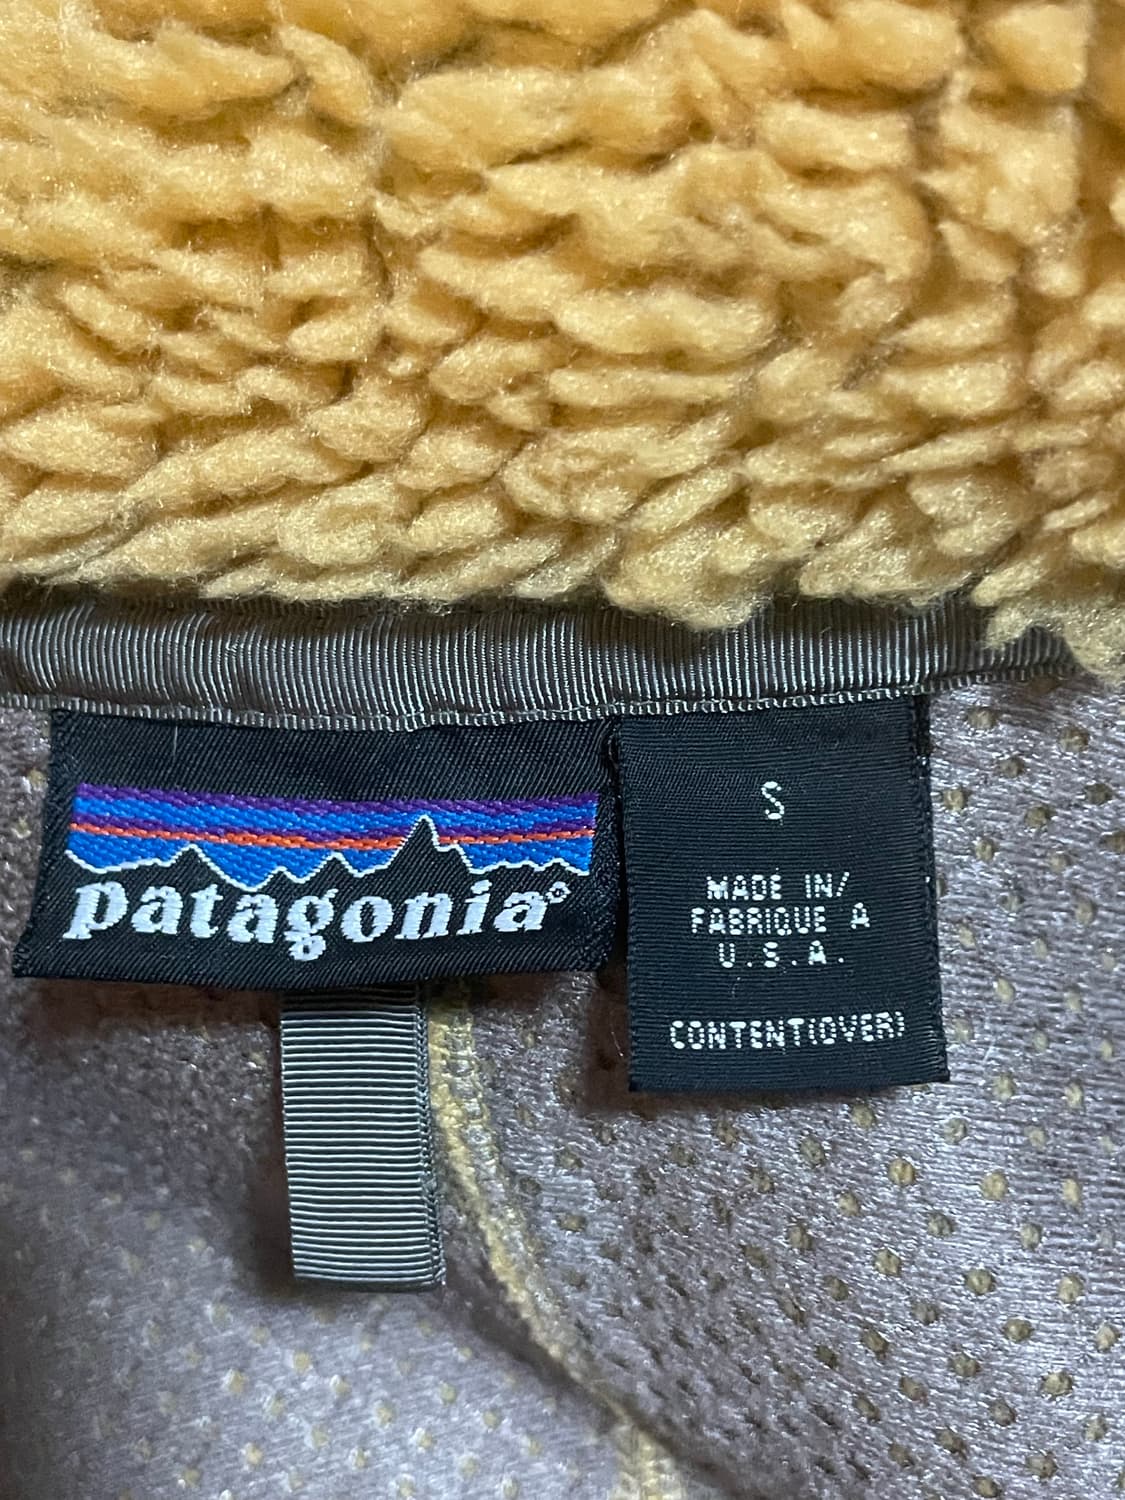 patagonia®
S
MADE IN/
FABRIQUE A
U.S.A.
CONTENT(OVER)